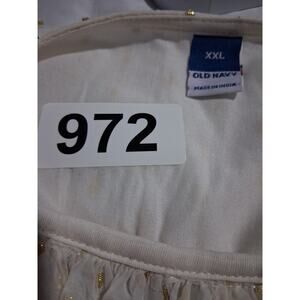 XXL
OLD NAVY
MADE IN INDIA
972